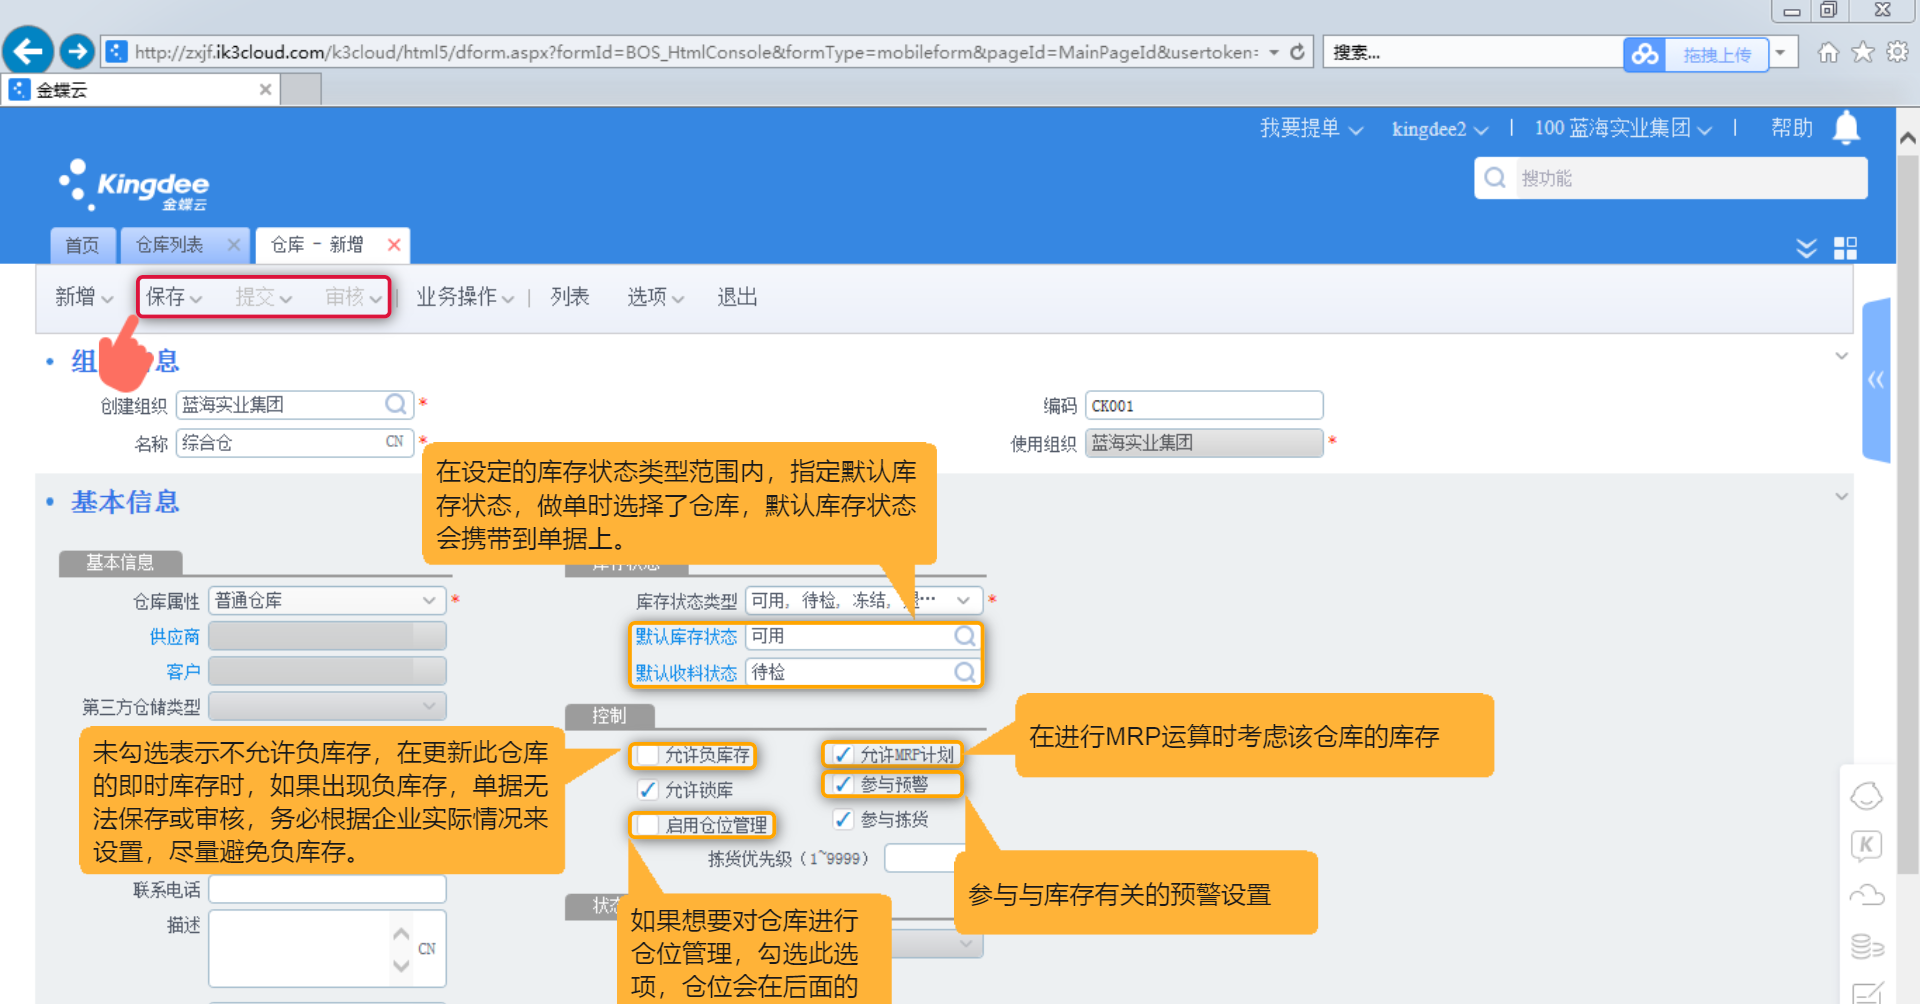 http://zxjf.ik3cloud.com/k3cloud/html5/dform.aspx?formId=BOS_HtmlConsole&formType=mobileform&pageId=MainPageId&usertoken=
搜索...
拖拽上传
金蝶云
我要提单
kingdee2
100 蓝海实业集团
帮助
Kingdee
金蝶云
搜功能
首页
仓库列表
仓库 - 新增
新增
保存
提交
审核
业务操作
列表
选项
退出
组
息
创建组织 蓝海实业集团 *
编码 CK001
名称 综合仓 CN *
使用组织 蓝海实业集团 *
在设定的库存状态类型范围内，指定默认库
存状态，做单时选择了仓库，默认库存状态
会携带到单据上。
基本信息
基本信息
库存状态
仓库属性 普通仓库 *
库存状态类型 可用，待检，冻结，退… *
供应商
默认库存状态 可用
客户
默认收料状态 待检
第三方仓储类型
控制
在进行MRP运算时考虑该仓库的库存
未勾选表示不允许负库存，在更新此仓库
的即时库存时，如果出现负库存，单据无
法保存或审核，务必根据企业实际情况来
设置，尽量避免负库存。
允许负库存
允许MRP计划
允许锁库
参与预警
启用仓位管理
参与拣货
拣货优先级（1~9999）
联系电话
参与与库存有关的预警设置
描述
CN
状态
如果想要对仓库进行
仓位管理，勾选此选
项，仓位会在后面的